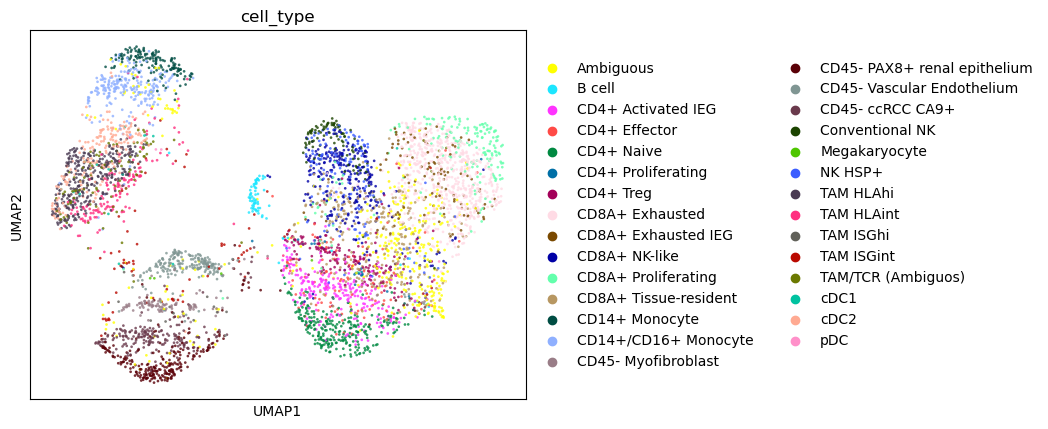 cell_type
UMAP2
UMAP1
Ambiguous
B cell
CD4+ Activated IEG
CD4+ Effector
CD4+ Naive
CD4+ Proliferating
CD4+ Treg
CD8A+ Exhausted
CD8A+ Exhausted IEG
CD8A+ NK-like
CD8A+ Proliferating
CD8A+ Tissue-resident
CD14+ Monocyte
CD14+/CD16+ Monocyte
CD45- Myofibroblast
CD45- PAX8+ renal epithelium
CD45- Vascular Endothelium
CD45- ccRCC CA9+
Conventional NK
Megakaryocyte
NK HSP+
TAM HLAhi
TAM HLAint
TAM ISGhi
TAM ISGint
TAM/TCR (Ambiguos)
cDC1
cDC2
pDC